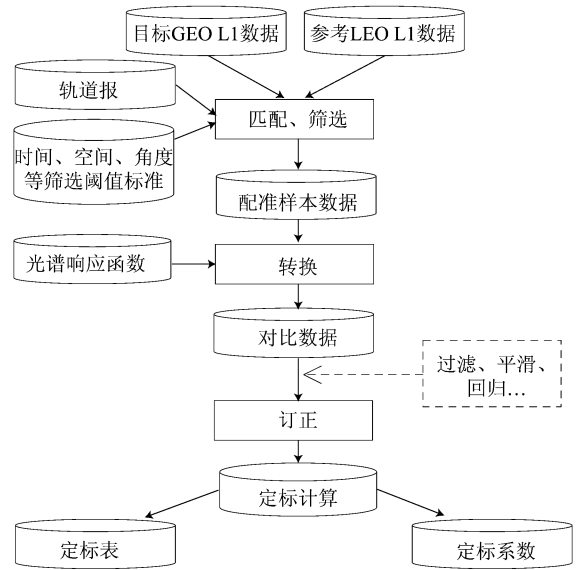 目标GEO L1数据
参考LEO L1数据
轨道报
匹配、筛选
时间、空间、角度
等筛选阈值标准
配准样本数据
光谱响应函数
转换
对比数据
过滤、平滑、
回归…
订正
定标计算
定标表
定标系数